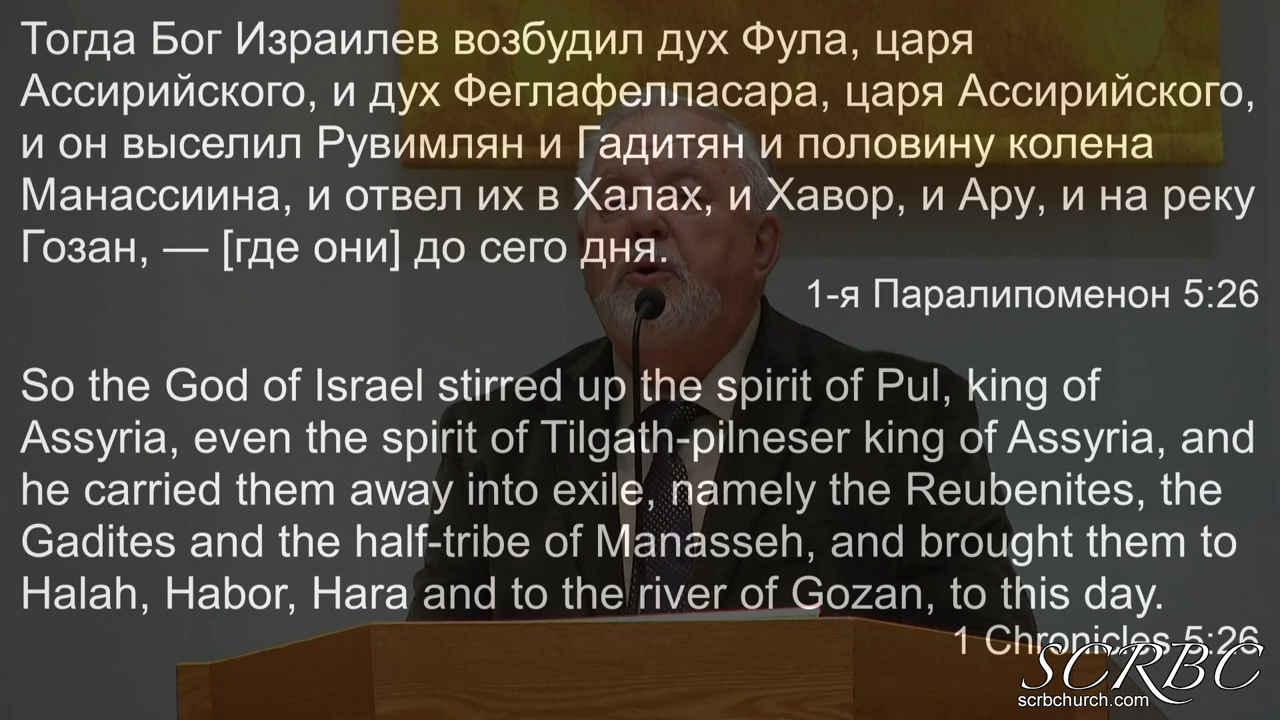 Тогда Бог Израилев возбудил дух Фула, царя
Ассирийского, и дух Феглафелласара, царя Ассирийского,
и он выселил Рувимлян и Гадитян и половину колена
Манассиина, и отвел их в Халах, и Хавор, и Ару, и на реку
Гозан, — [где они] до сего дня.
1-я Паралипоменон 5:26
So the God of Israel stirred up the spirit of Pul, king of
Assyria, even the spirit of Tilgath-pilneser king of Assyria, and
he carried them away into exile, namely the Reubenites, the
Gadites and the half-tribe of Manasseh, and brought them to
Halah, Habor, Hara and to the river of Gozan, to this day.
1 Chronicles 5:26
SCRBC
scrbchurch.com